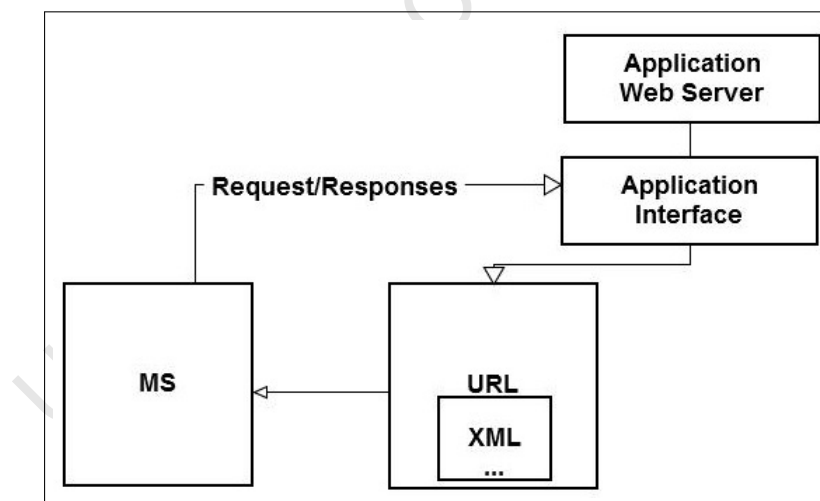 Application
Web Server
Request/Responses
Application
Interface
MS
URL
XML
...